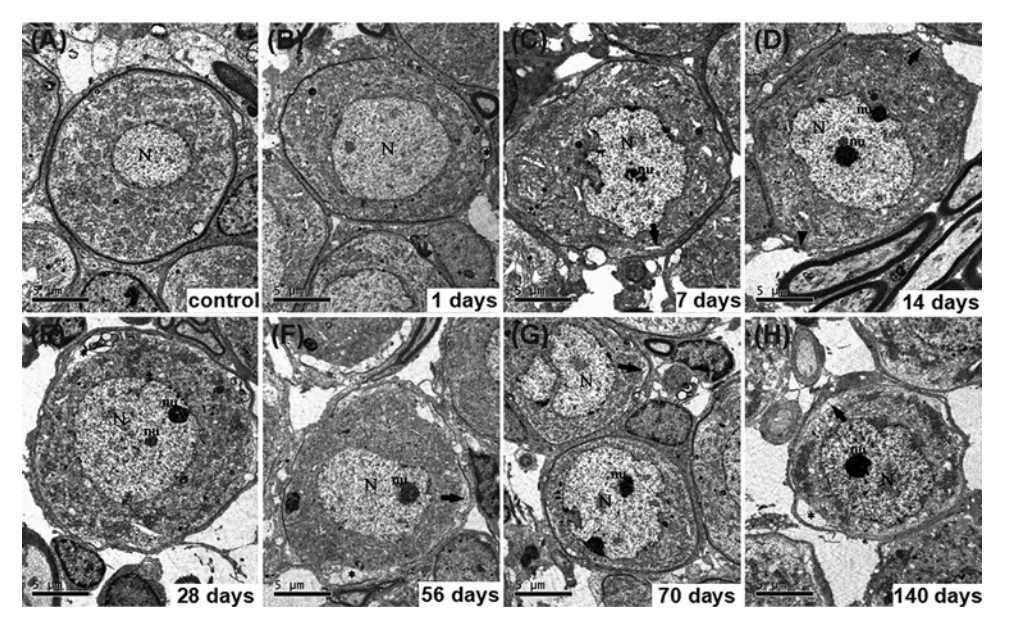 (A)
N
5 μm
control
(B)
N
5 μm
1 days
(C)
N
nu
5 μm
7 days
(D)
N
nu
nu
5 μm
14 days
(E)
N
nu
nu
5 μm
28 days
(F)
N
nu
*
5 μm
56 days
(G)
N
nu
N
5 μm
70 days
(H)
nu
N
*
5 μm
140 days